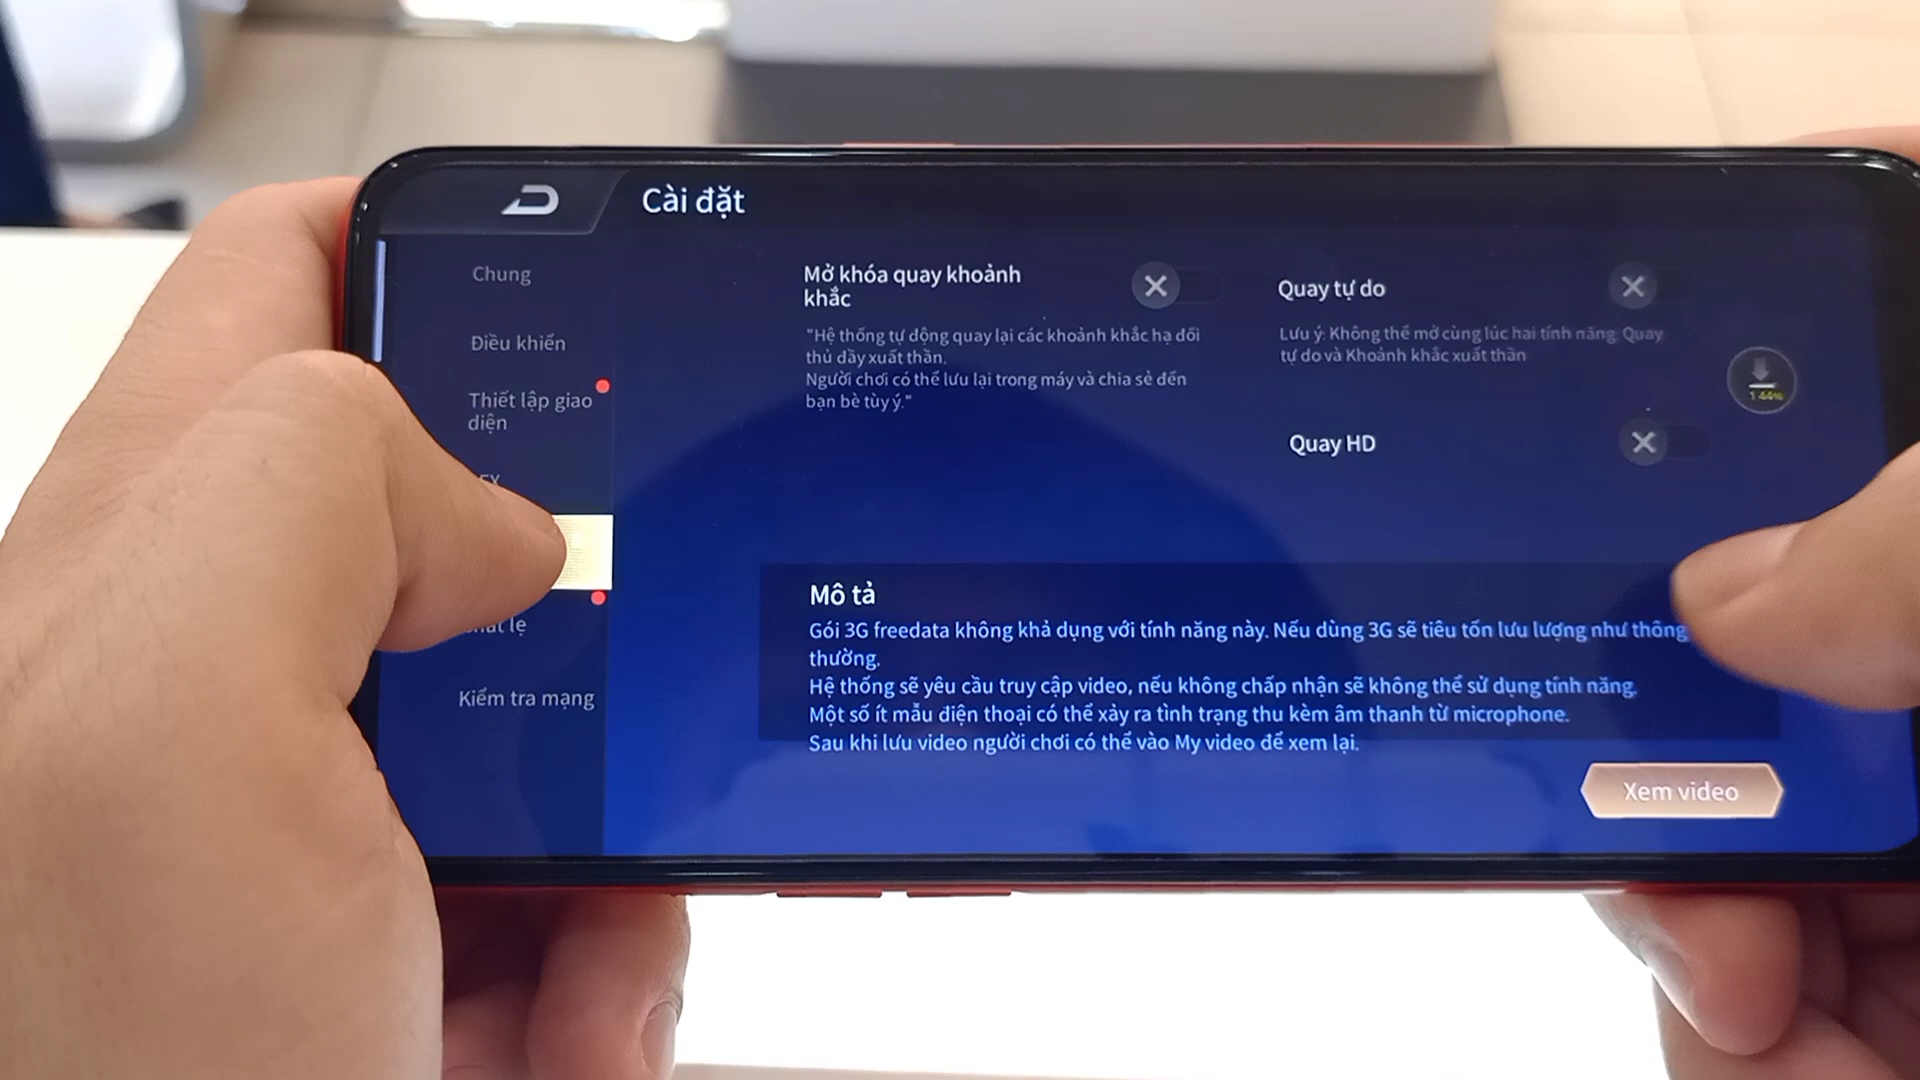 Cài đặt
Chung
Điều khiển
Thiết lập giao
diện
Kiểm tra mạng
Mở khóa quay khoảnh
khắc
"Hệ thống tự động quay lại các khoảnh khắc hạ đối
thủ đầy xuất thần.
Người chơi có thể lưu lại trong máy và chia sẻ đến
bạn bè tùy ý."
Quay tự do
Lưu ý: Không thể mở cùng lúc hai tính năng Quay
tự do và Khoảnh khắc xuất thần
1.44%
Quay HD
Mô tả
Gói 3G freedata không khả dụng với tính năng này. Nếu dùng 3G sẽ tiêu tốn lưu lượng như thông
thường.
Hệ thống sẽ yêu cầu truy cập video, nếu không chấp nhận sẽ không thể sử dụng tính năng.
Một số ít mẫu điện thoại có thể xảy ra tình trạng thu kèm âm thanh từ microphone.
Sau khi lưu video người chơi có thể vào My video để xem lại.
Xem video